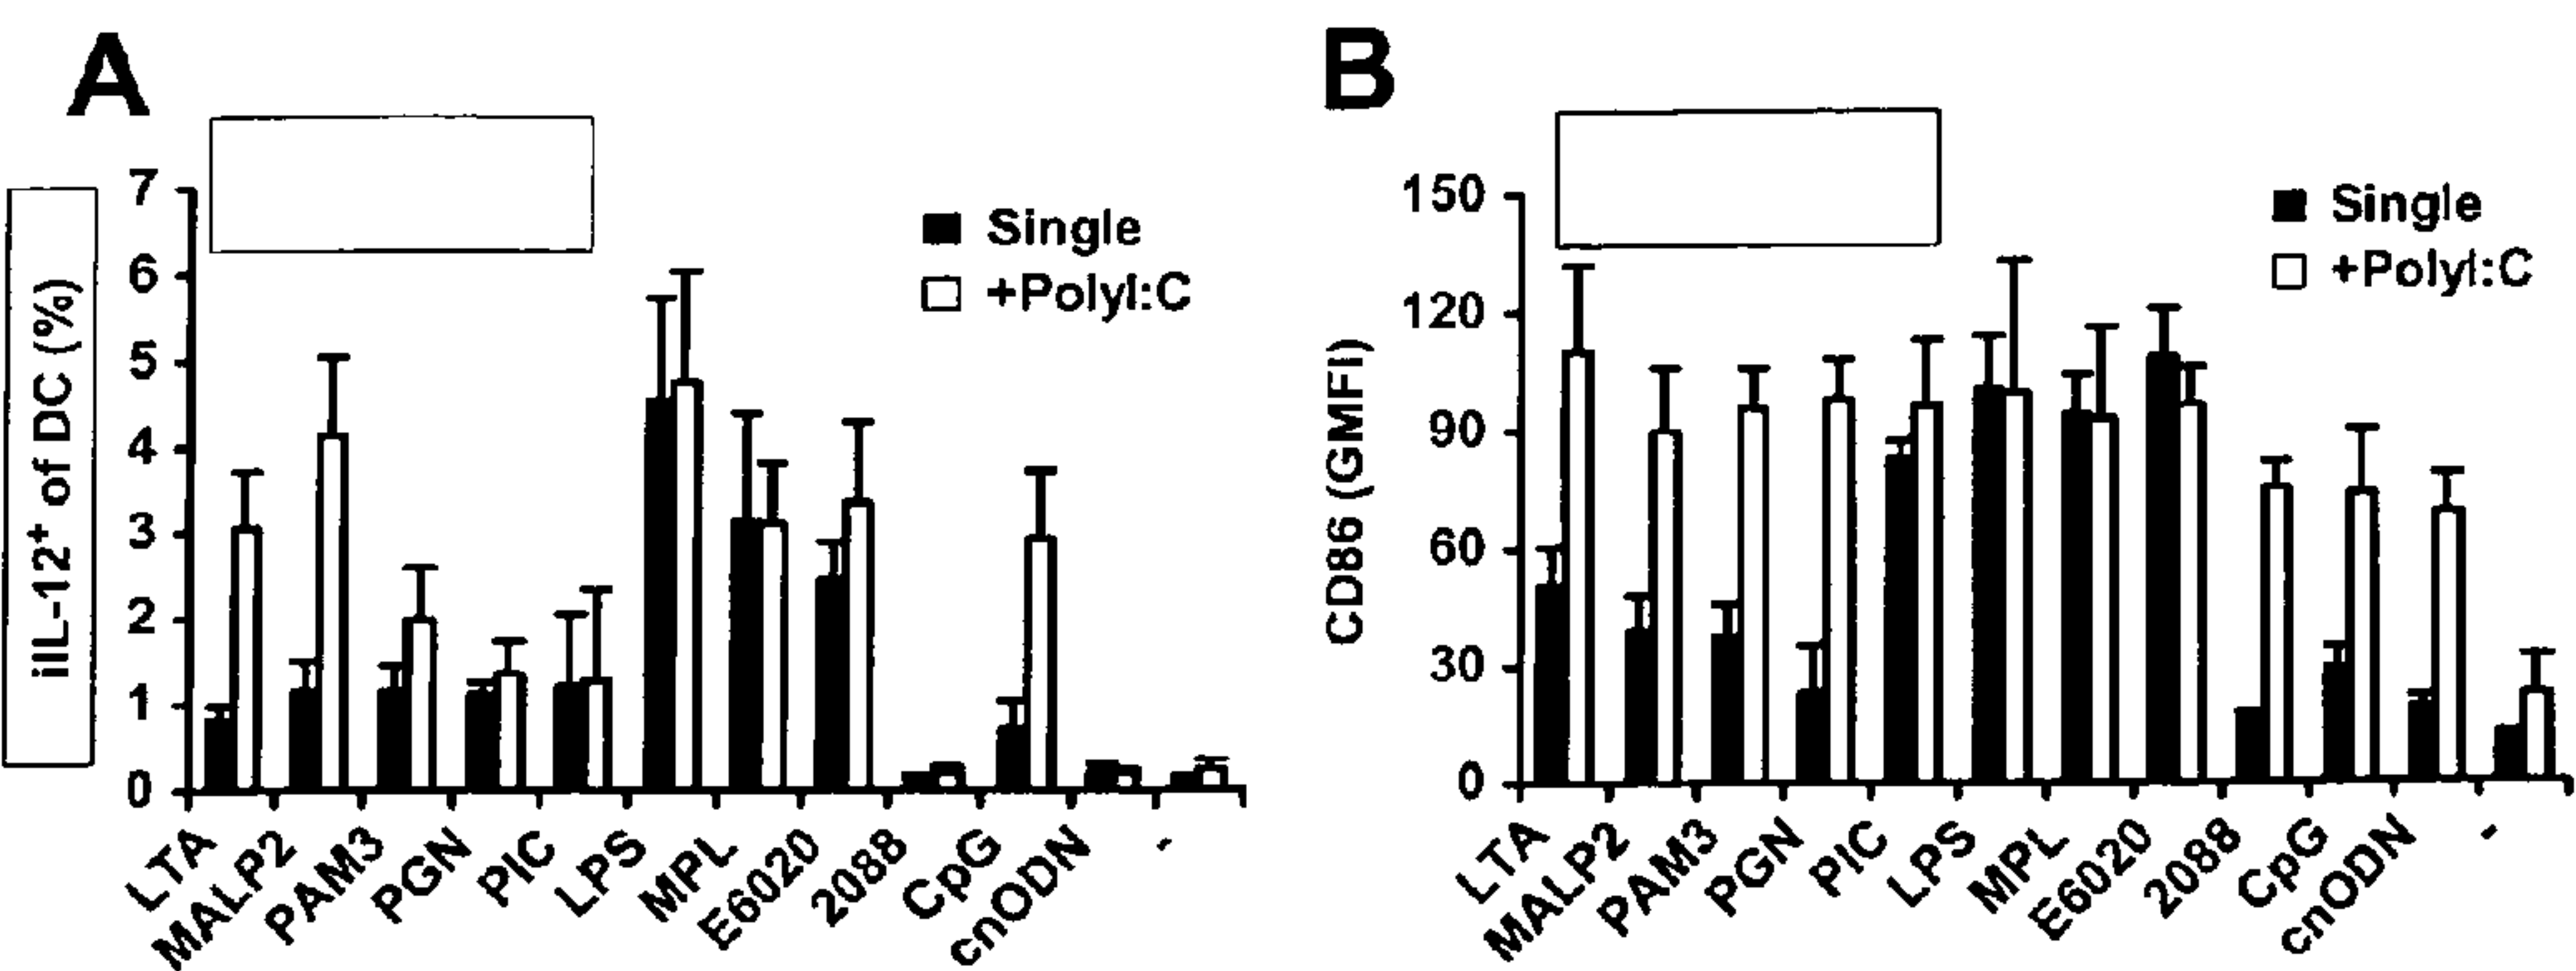 A
iIL-12+ of DC (%)
7
6
5
4
3
2
1
0
Single
+PolyI:C
LTA
MALP2
PAM3
PGN
PIC
LPS
MPL
E6020
2088
CpG
cnODN
-
B
CD86 (GMFI)
150
120
90
60
30
0
Single
+PolyI:C
LTA
MALP2
PAM3
PGN
PIC
LPS
MPL
E6020
2088
CpG
cnODN
-